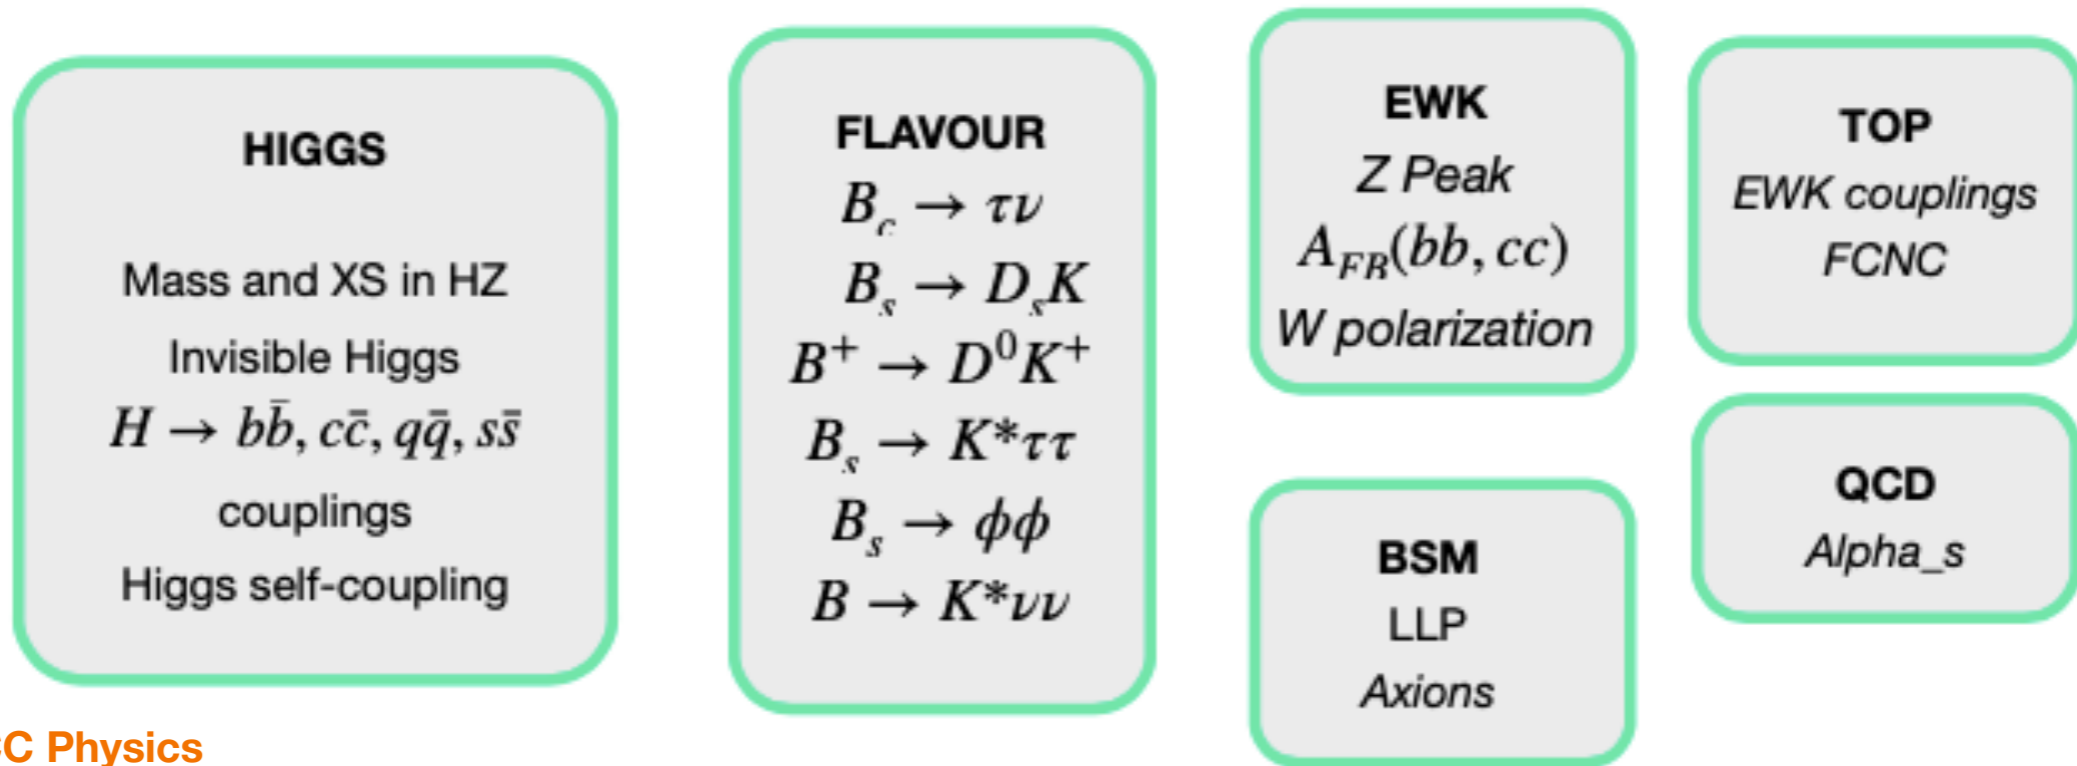 HIGGS
Mass and XS in HZ
Invisible Higgs
H → bb̄, cc̄, qq̄, ss̄
couplings
Higgs self-coupling
FLAVOUR
B_c → τν
B_s → D_s K
B⁺ → D⁰K⁺
B_s → K*ττ
B_s → ϕϕ
B → K*νν
EWK
Z Peak
A_FB(bb, cc)
W polarization
BSM
LLP
Axions
TOP
EWK couplings
FCNC
QCD
Alpha_s
Physics